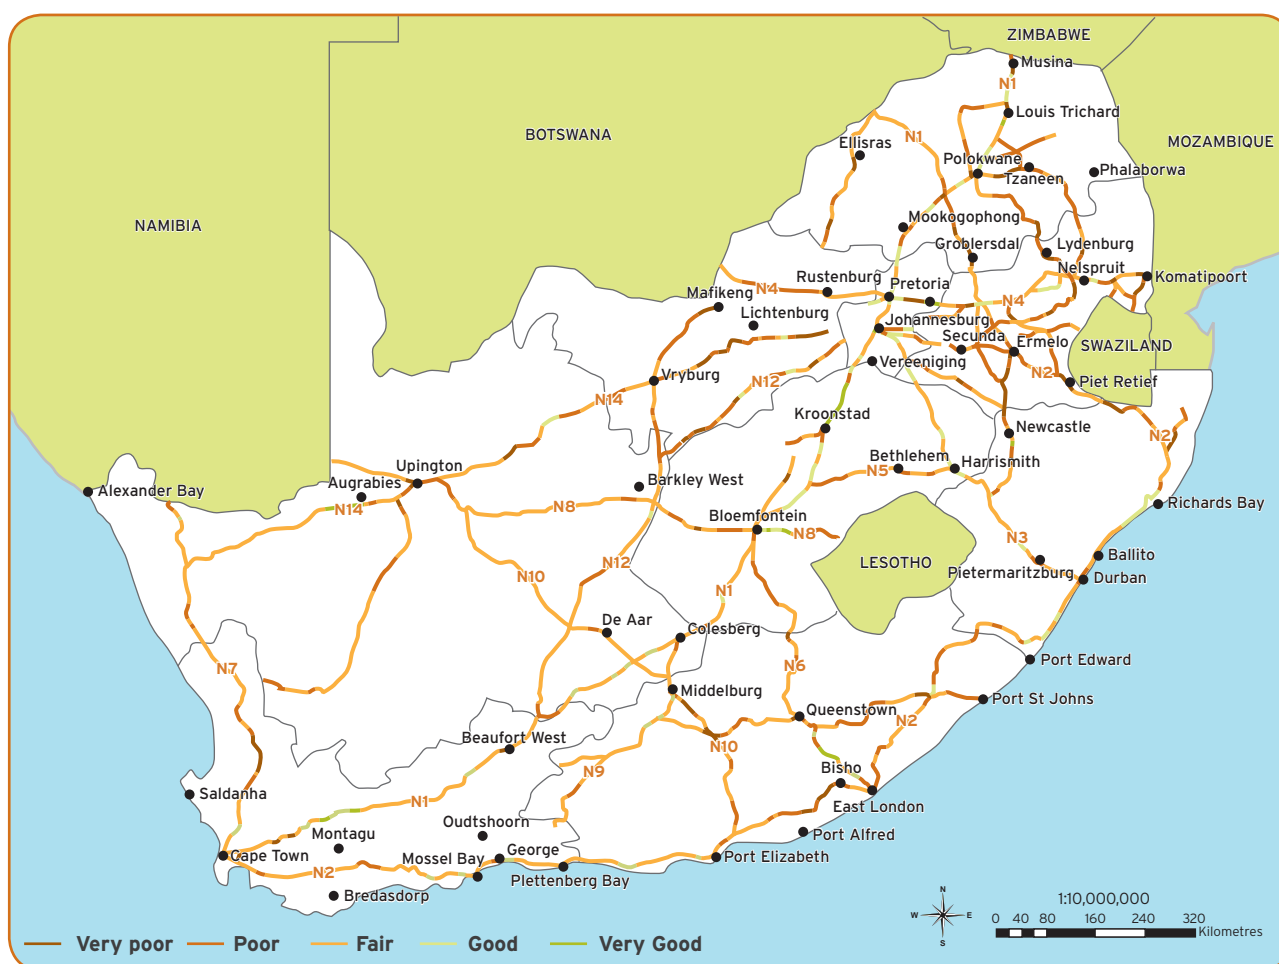 ZIMBABWE
Musina
N1
Louis Trichard
BOTSWANA
N1
MOZAMBIQUE
Ellisras
Polokwane
Tzaneen
Phalaborwa
NAMIBIA
Mookogophong
Groblersdal
Lydenburg
Nelspruit
Komatipoort
Rustenburg
Pretoria
N4
Mafikeng
N4
Lichtenburg
Johannesburg
Secunda
Ermelo
SWAZILAND
Vereeniging
N2
Vryburg
N12
Piet Retief
N14
Kroonstad
Newcastle
N2
Bethlehem
Harrismith
Upington
N5
Augrabies
Barkley West
Alexander Bay
N14
N8
Richards Bay
Bloemfontein
N8
N3
Ballito
LESOTHO
N12
Pietermaritzburg
Durban
N10
N1
De Aar
Colesberg
Port Edward
N7
N6
Middelburg
Port St Johns
Queenstown
N2
Beaufort West
N10
N9
Bisho
Saldanha
N1
East London
Montagu
Oudtshoorn
Port Alfred
Cape Town
George
Mossel Bay
Port Elizabeth
N2
Plettenberg Bay
Bredasdorp
N
W
E
S
1:10,000,000
0 40 80 160 240 320
Kilometres
Very poor Poor Fair Good Very Good